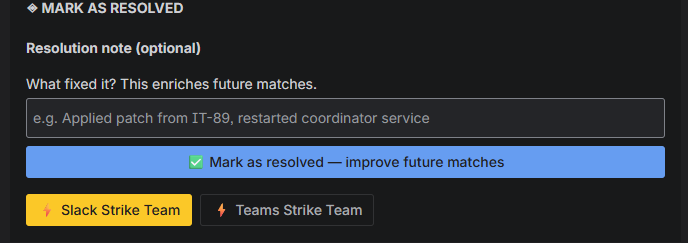 ◈ MARK AS RESOLVED
Resolution note (optional)
What fixed it? This enriches future matches.
e.g. Applied patch from IT-89, restarted coordinator service
✅ Mark as resolved — improve future matches
⚡ Slack Strike Team
⚡ Teams Strike Team